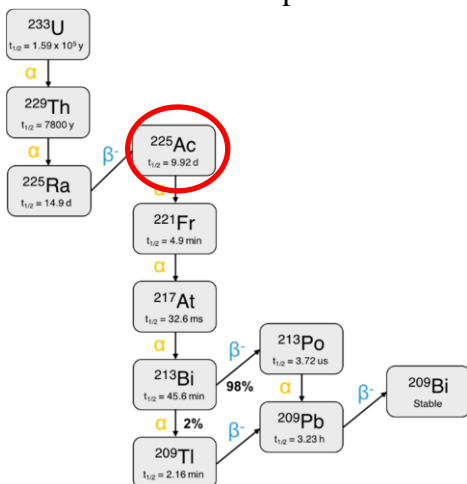 ²³³U
t₁/₂ = 1.59 x 10⁵ y
α
²²⁹Th
t₁/₂ = 7800 y
α
²²⁵Ra
t₁/₂ = 14.9 d
β⁻
²²⁵Ac
t₁/₂ = 9.92 d
α
²²¹Fr
t₁/₂ = 4.9 min
α
²¹⁷At
t₁/₂ = 32.6 ms
α
²¹³Bi
t₁/₂ = 45.6 min
β⁻
98%
²¹³Po
t₁/₂ = 3.72 us
α 2%
²⁰⁹Tl
t₁/₂ = 2.16 min
β⁻
α
²⁰⁹Pb
t₁/₂ = 3.23 h
β⁻
²⁰⁹Bi
Stable